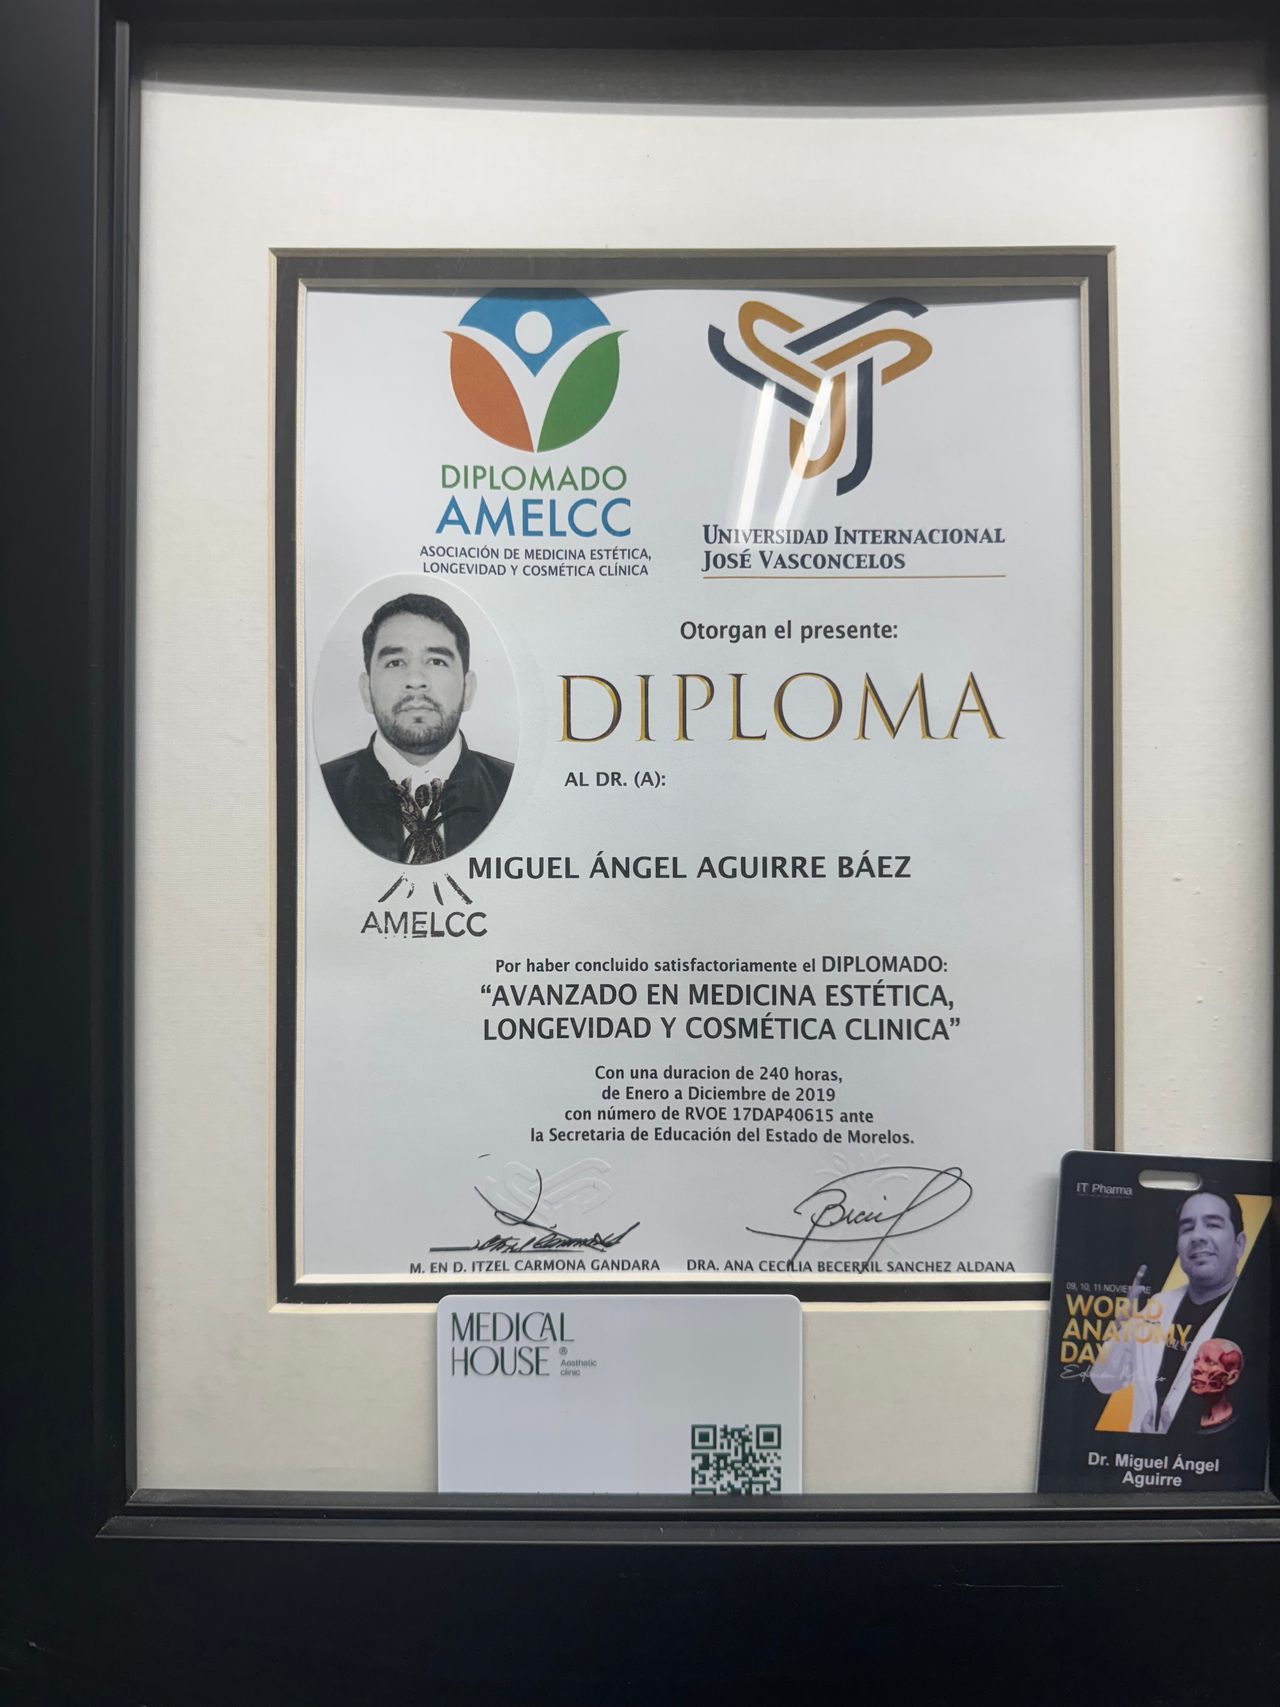 DIPLOMADO
AMELCC
ASOCIACIÓN DE MEDICINA ESTÉTICA,
LONGEVIDAD Y COSMÉTICA CLÍNICA
UNIVERSIDAD INTERNACIONAL
JOSÉ VASCONCELOS
Otorgan el presente:
DIPLOMA
AL DR. (A):
MIGUEL ÁNGEL AGUIRRE BÁEZ
AMELCC
Por haber concluido satisfactoriamente el DIPLOMADO:
“AVANZADO EN MEDICINA ESTÉTICA,
LONGEVIDAD Y COSMÉTICA CLINICA”
Con una duracion de 240 horas,
de Enero a Diciembre de 2019
con número de RVOE 17DAP40615 ante
la Secretaria de Educación del Estado de Morelos.
M. EN D. ITZEL CARMONA GANDARA
DRA. ANA CECILIA BECERRIL SANCHEZ ALDANA
MEDICAL
HOUSE ®
Aesthetic
clinic
IT Pharma
09, 10, 11 NOVIEMBRE
WORLD
ANATOMY
DAY
Dr. Miguel Ángel
Aguirre